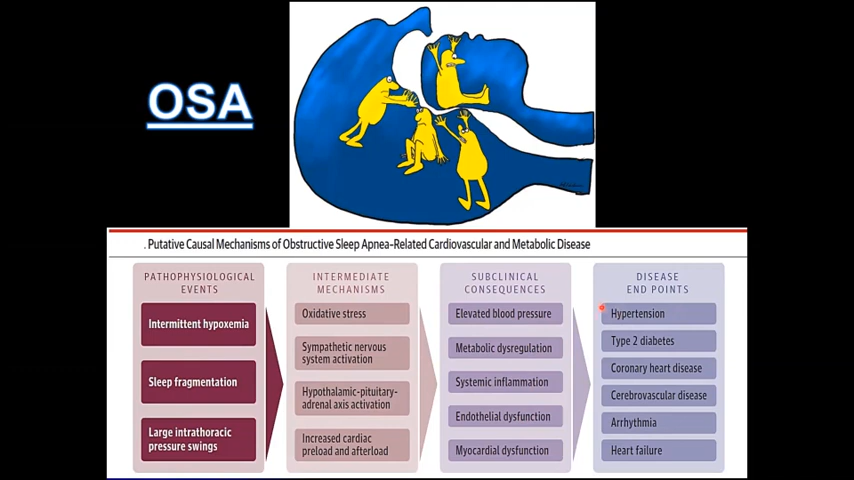 OSA
. Putative Causal Mechanisms of Obstructive Sleep Apnea-Related Cardiovascular and Metabolic Disease
PATHOPHYSIOLOGICAL
EVENTS
Intermittent hypoxemia
Sleep fragmentation
Large intrathoracic
pressure swings
INTERMEDIATE
MECHANISMS
Oxidative stress
Sympathetic nervous
system activation
Hypothalamic-pituitary-
adrenal axis activation
Increased cardiac
preload and afterload
SUBCLINICAL
CONSEQUENCES
Elevated blood pressure
Metabolic dysregulation
Systemic inflammation
Endothelial dysfunction
Myocardial dysfunction
DISEASE
END POINTS
Hypertension
Type 2 diabetes
Coronary heart disease
Cerebrovascular disease
Arrhythmia
Heart failure